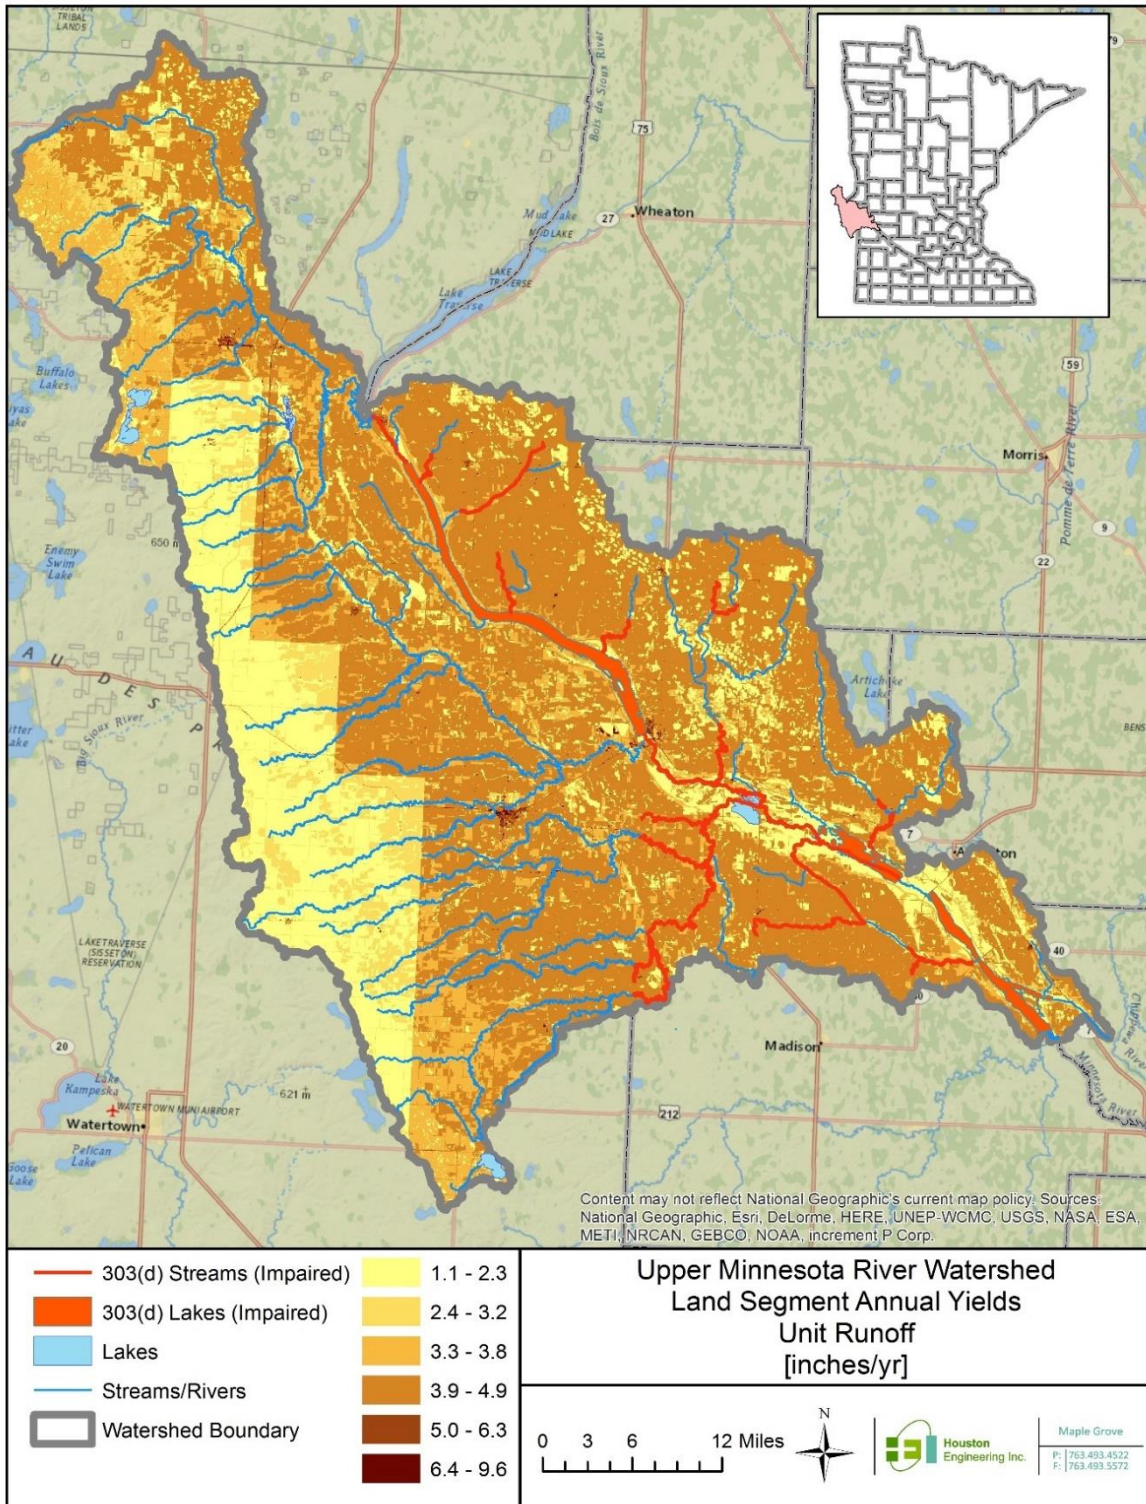 SISSETON
TRIBAL
LANDS
Bois de Sioux River
79
75
Mud Lake
MUD LAKE
27
Wheaton
LAKE
TRAVERSE
Lake
Traverse
59
Buffalo
Lakes
Morris
Pomme de Terre River
9
650 m
22
Enemy
Swim
Lake
Artichoke
Lake
Big Sioux River
7
LAKE TRAVERSE
(SISSETON)
RESERVATION
40
Chippewa
River
Madison
20
Lake
Kampeska
621 m
WATERTOWN MUNI AIRPORT
212
Minnesota River
Watertown
Pelican
Lake
Goose
Lake
Content may not reflect National Geographic's current map policy. Sources:
National Geographic, Esri, DeLorme, HERE, UNEP-WCMC, USGS, NASA, ESA,
METI, NRCAN, GEBCO, NOAA, increment P Corp.
303(d) Streams (Impaired)
303(d) Lakes (Impaired)
Lakes
Streams/Rivers
Watershed Boundary
1.1 - 2.3
2.4 - 3.2
3.3 - 3.8
3.9 - 4.9
5.0 - 6.3
6.4 - 9.6
Upper Minnesota River Watershed
Land Segment Annual Yields
Unit Runoff
[inches/yr]
0 3 6 12 Miles
N
Houston
Engineering Inc.
Maple Grove
P: 763.493.4522
F: 763.493.5572